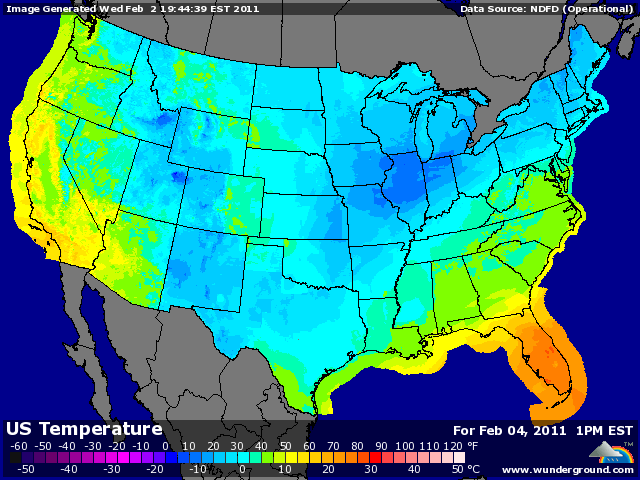 Image Generated Wed Feb 2 19:44:39 EST 2011 Data Source: NDFD (Operational)
US Temperature For Feb 04, 2011 1PM EST
-60 -50 -40 -30 -20 -10 0 10 20 30 40 50 60 70 80 90 100 110 120 °F
-50 -40 -30 -20 -10 0 10 20 30 40 50 °C
TM
www.wunderground.com